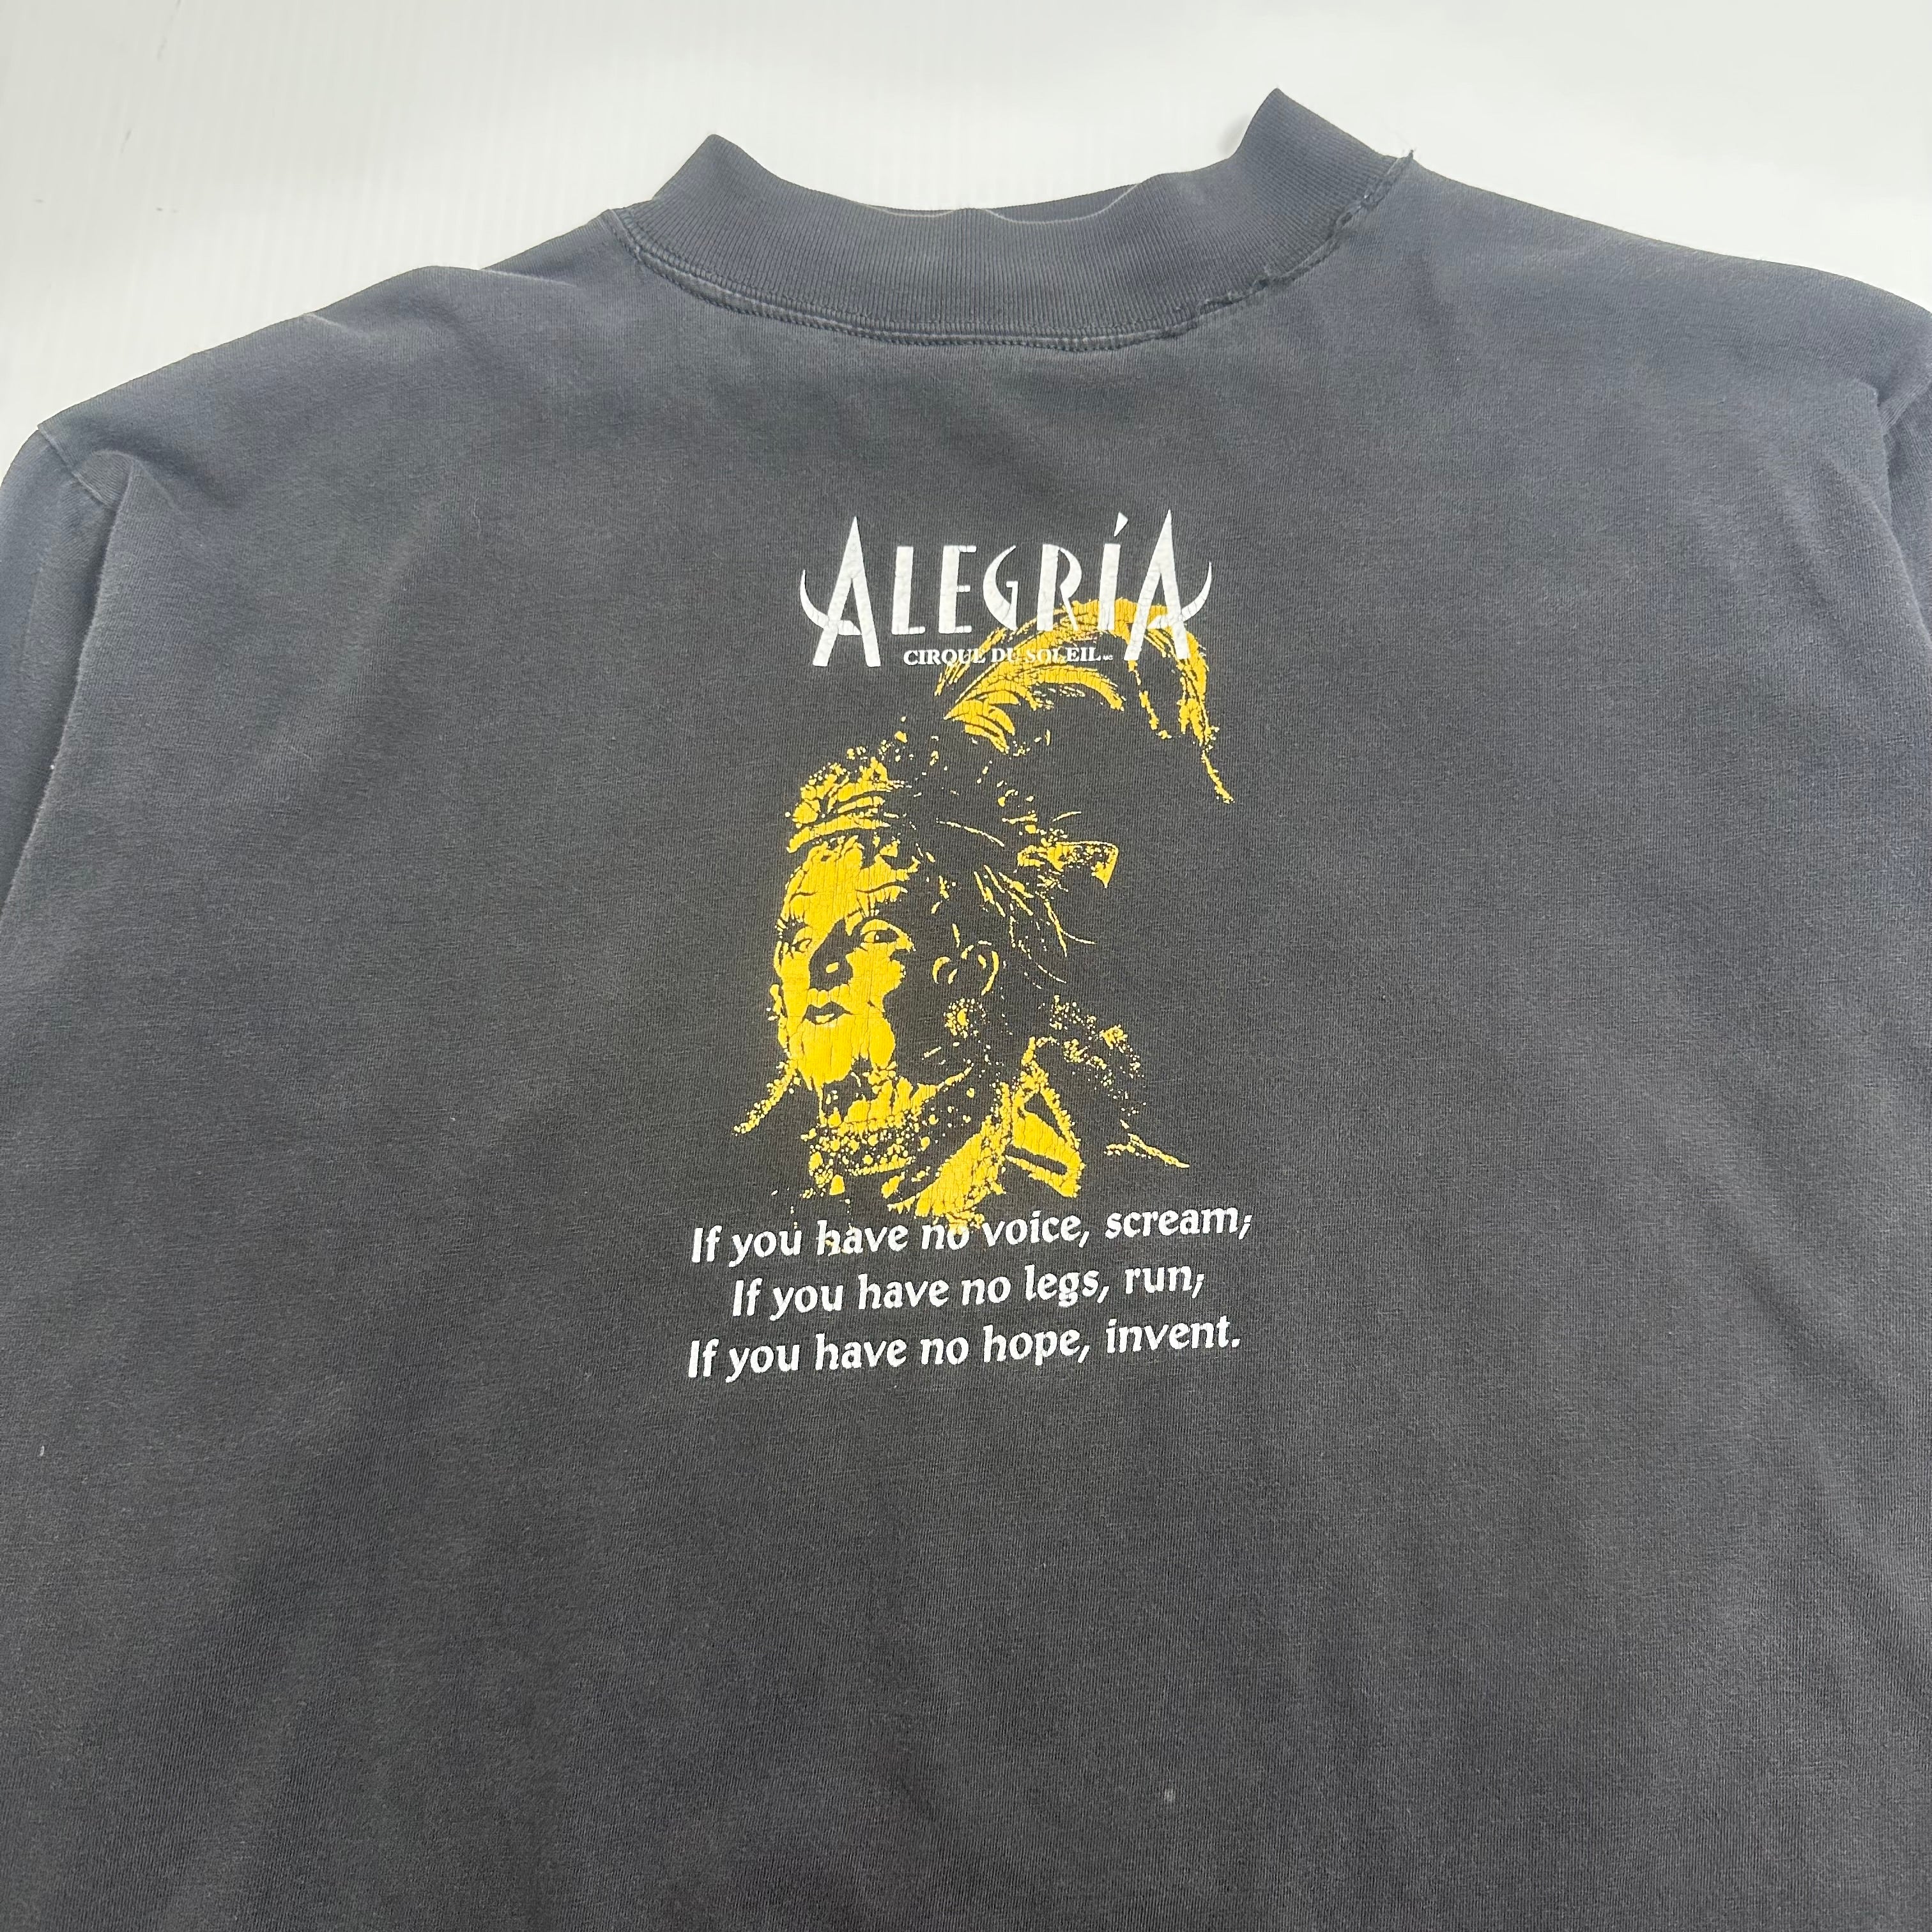 ALEGRÍA
CIRQUE DU SOLEIL
If you have no voice, scream;
If you have no legs, run;
If you have no hope, invent.